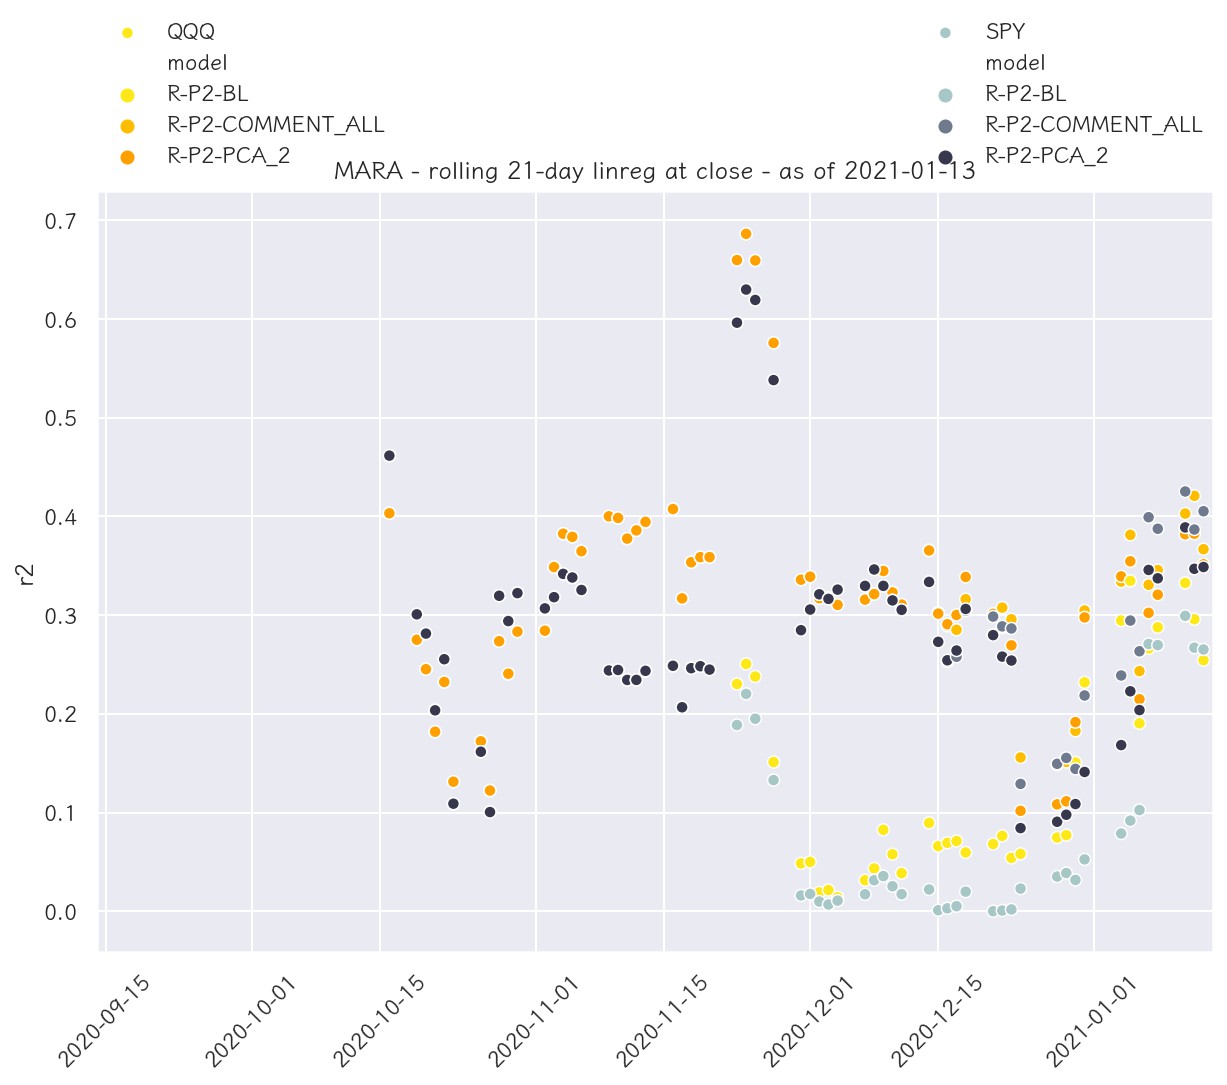 QQQ
model
R-P2-BL
R-P2-COMMENT_ALL
R-P2-PCA_2
SPY
model
R-P2-BL
R-P2-COMMENT_ALL
R-P2-PCA_2
MARA - rolling 21-day linreg at close - as of 2021-01-13
0.7
0.6
0.5
0.4
0.3
0.2
0.1
0.0
r2
2020-09-15
2020-10-01
2020-10-15
2020-11-01
2020-11-15
2020-12-01
2020-12-15
2021-01-01